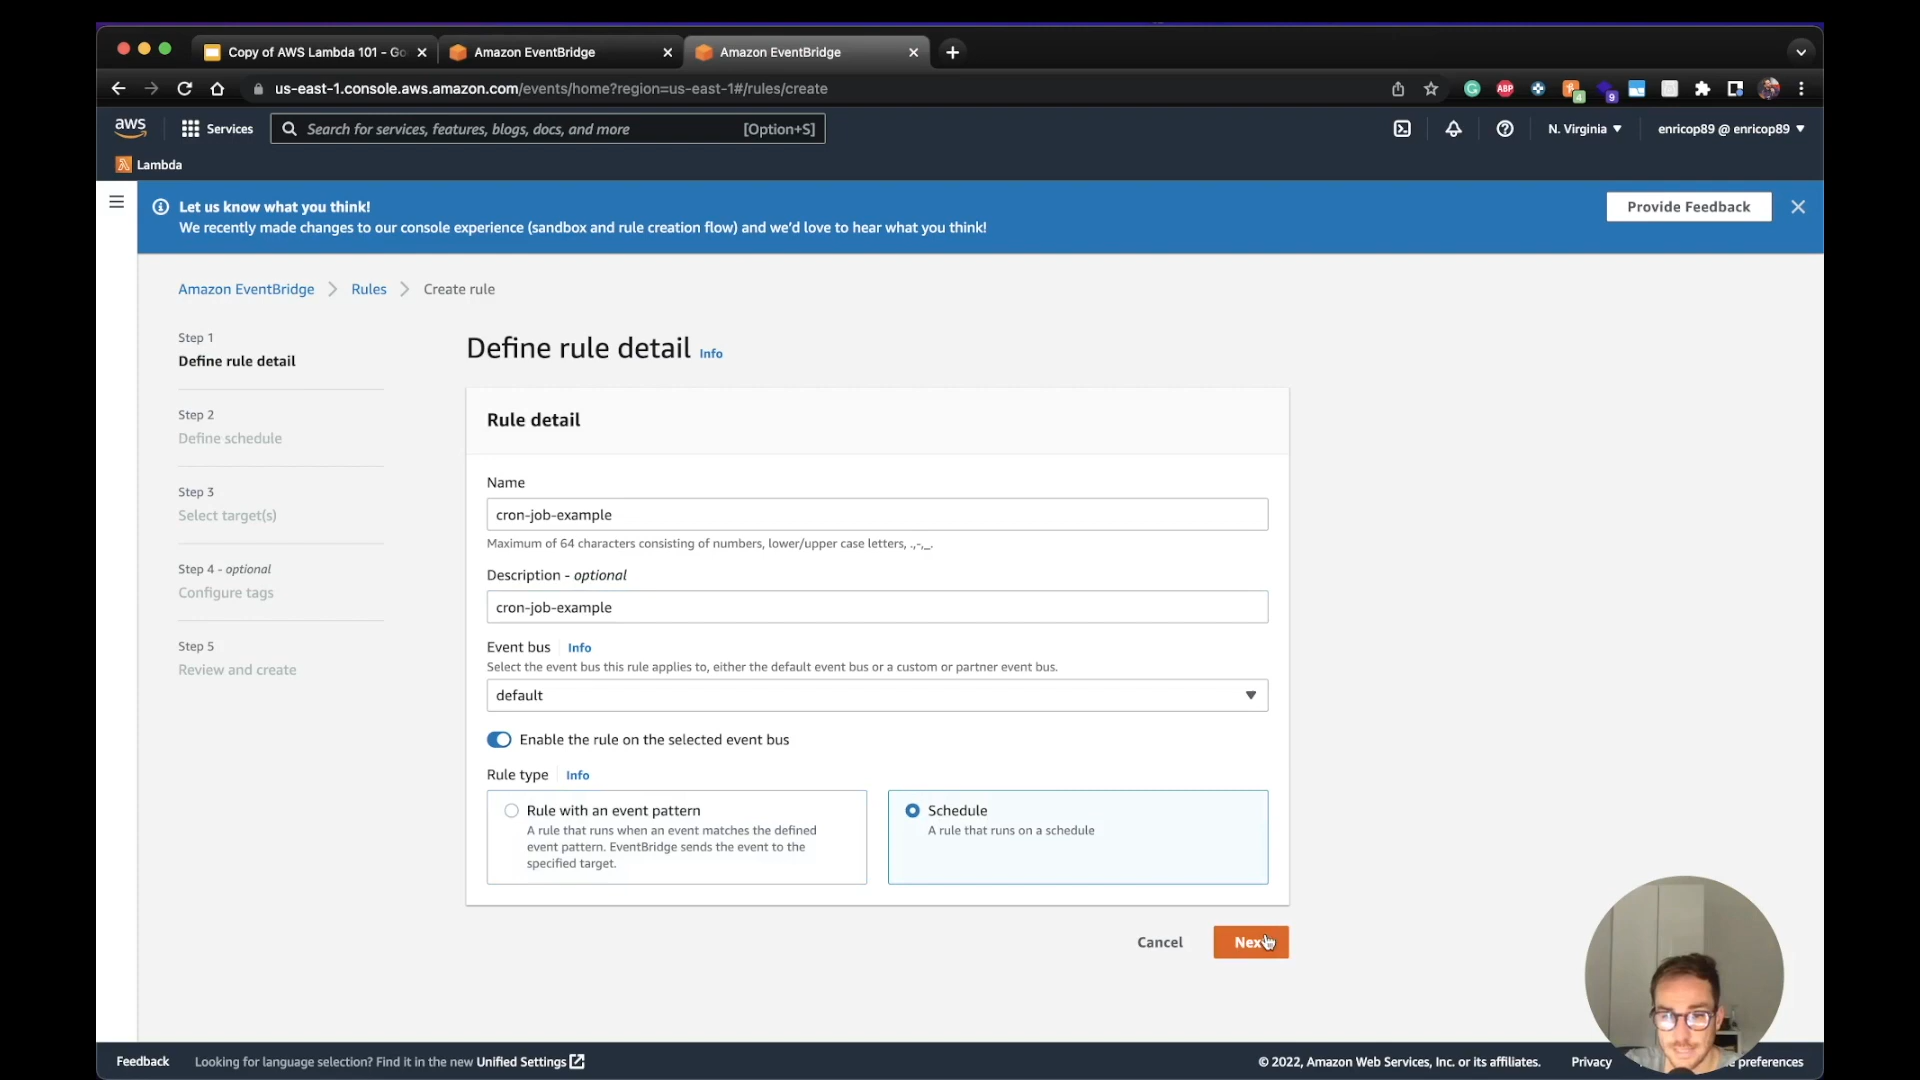 Copy of AWS Lambda 101 - Go
Amazon EventBridge
Amazon EventBridge
us-east-1.console.aws.amazon.com/events/home?region=us-east-1#/rules/create
ABP
4
9
aws
Services
Search for services, features, blogs, docs, and more
[Option+S]
N. Virginia
enricop89 @ enricop89
Lambda
Let us know what you think!
We recently made changes to our console experience (sandbox and rule creation flow) and we'd love to hear what you think!
Provide Feedback
Amazon EventBridge
Rules
Create rule
Step 1
Define rule detail
Step 2
Define schedule
Step 3
Select target(s)
Step 4 - optional
Configure tags
Step 5
Review and create
Define rule detail Info
Rule detail
Name
cron-job-example
Maximum of 64 characters consisting of numbers, lower/upper case letters, .,-,_.
Description - optional
cron-job-example
Event bus Info
Select the event bus this rule applies to, either the default event bus or a custom or partner event bus.
default
Enable the rule on the selected event bus
Rule type Info
Rule with an event pattern
A rule that runs when an event matches the defined
event pattern. EventBridge sends the event to the
specified target.
Schedule
A rule that runs on a schedule
Cancel
Nex
Feedback
Looking for language selection? Find it in the new Unified Settings
© 2022, Amazon Web Services, Inc. or its affiliates.
Privacy
preferences